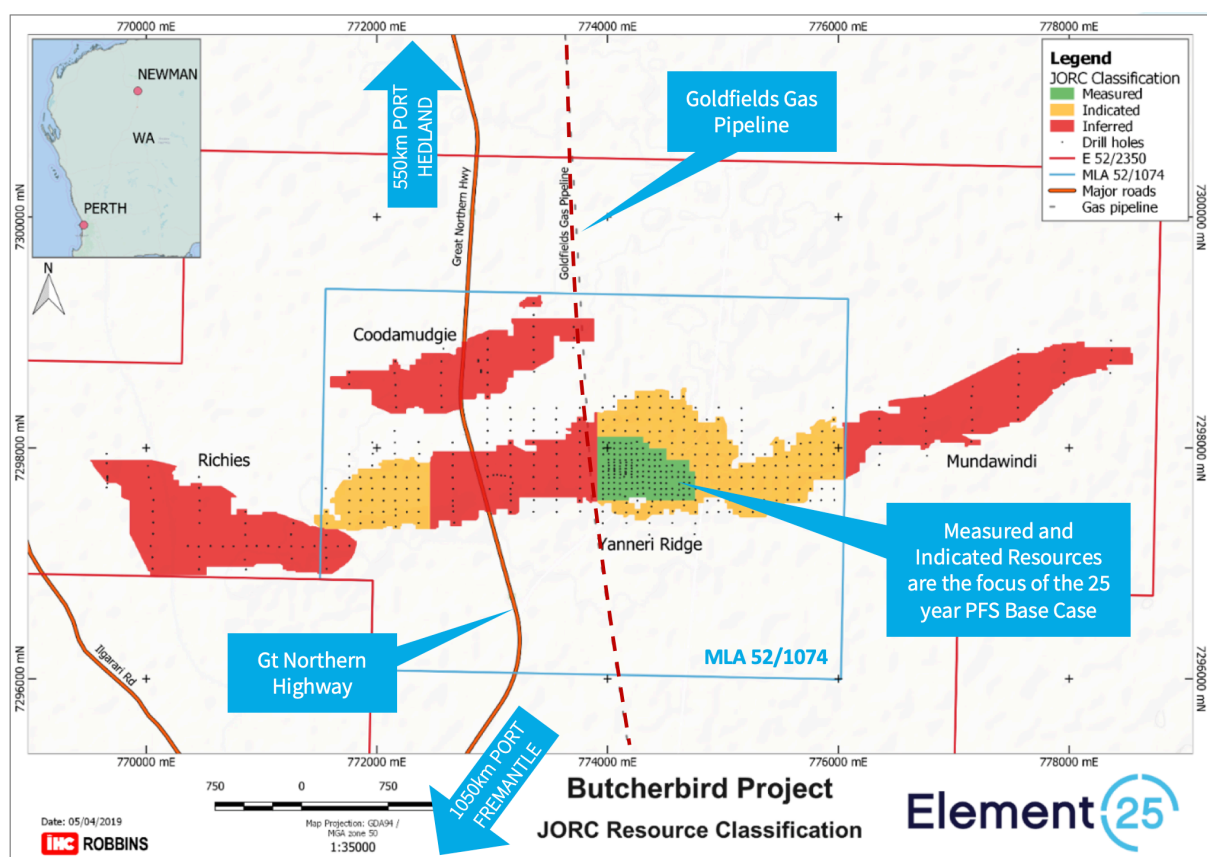 770000 mE
772000 mE
774000 mE
776000 mE
778000 mE
NEWMAN
WA
PERTH
N
550km PORT
HEDLAND
Great Northern Hwy
Goldfields Gas Pipeline
Goldfields Gas
Pipeline
Legend
JORC Classification
Measured
Indicated
Inferred
Drill holes
E 52/2350
MLA 52/1074
Major roads
Gas pipeline
7300000 mN
7300000 mN
Coodamudgie
7298000 mN
7298000 mN
Richies
Mundawindi
Yanneri Ridge
Measured and
Indicated Resources
are the focus of the 25
year PFS Base Case
Gt Northern
Highway
MLA 52/1074
Ilgarari Rd
7296000 mN
7296000 mN
770000 mE
772000 mE
774000 mE
776000 mE
778000 mE
1050km PORT
FREMANTLE
750
0
750
Map Projection: GDA94 /
MGA zone 50
1:35000
Date: 05/04/2019
IHC ROBBINS
Butcherbird Project
JORC Resource Classification
Element 25